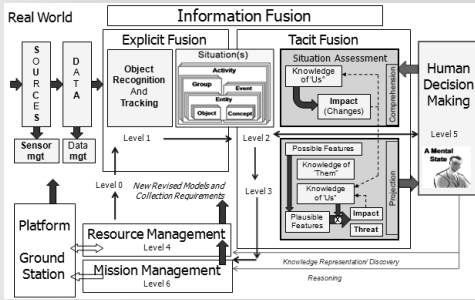 Real World
Information Fusion
Explicit Fusion
Situation(s)
Tacit Fusion
SOURCES
DATA
Object
Recognition
And
Tracking
Activity
Group
Event
Entity
Object
Concept
Situation Assessment
Knowledge
of "Us"
Impact
(Changes)
Comprehension
Human
Decision
Making
Sensor
mgt
Data
mgt
Level 1
Level 2
Level 5
A Mental
State
Possible Features
Knowledge of
"Them"
Knowledge
of "Us"
Plausible
Features
X
Impact
Threat
Projection
Level 0
Level 3
New Revised Models and
Collection Requirements
Platform
Ground
Station
Resource Management
Level 4
Mission Management
Level 6
Knowledge Representation/ Discovery
Reasoning